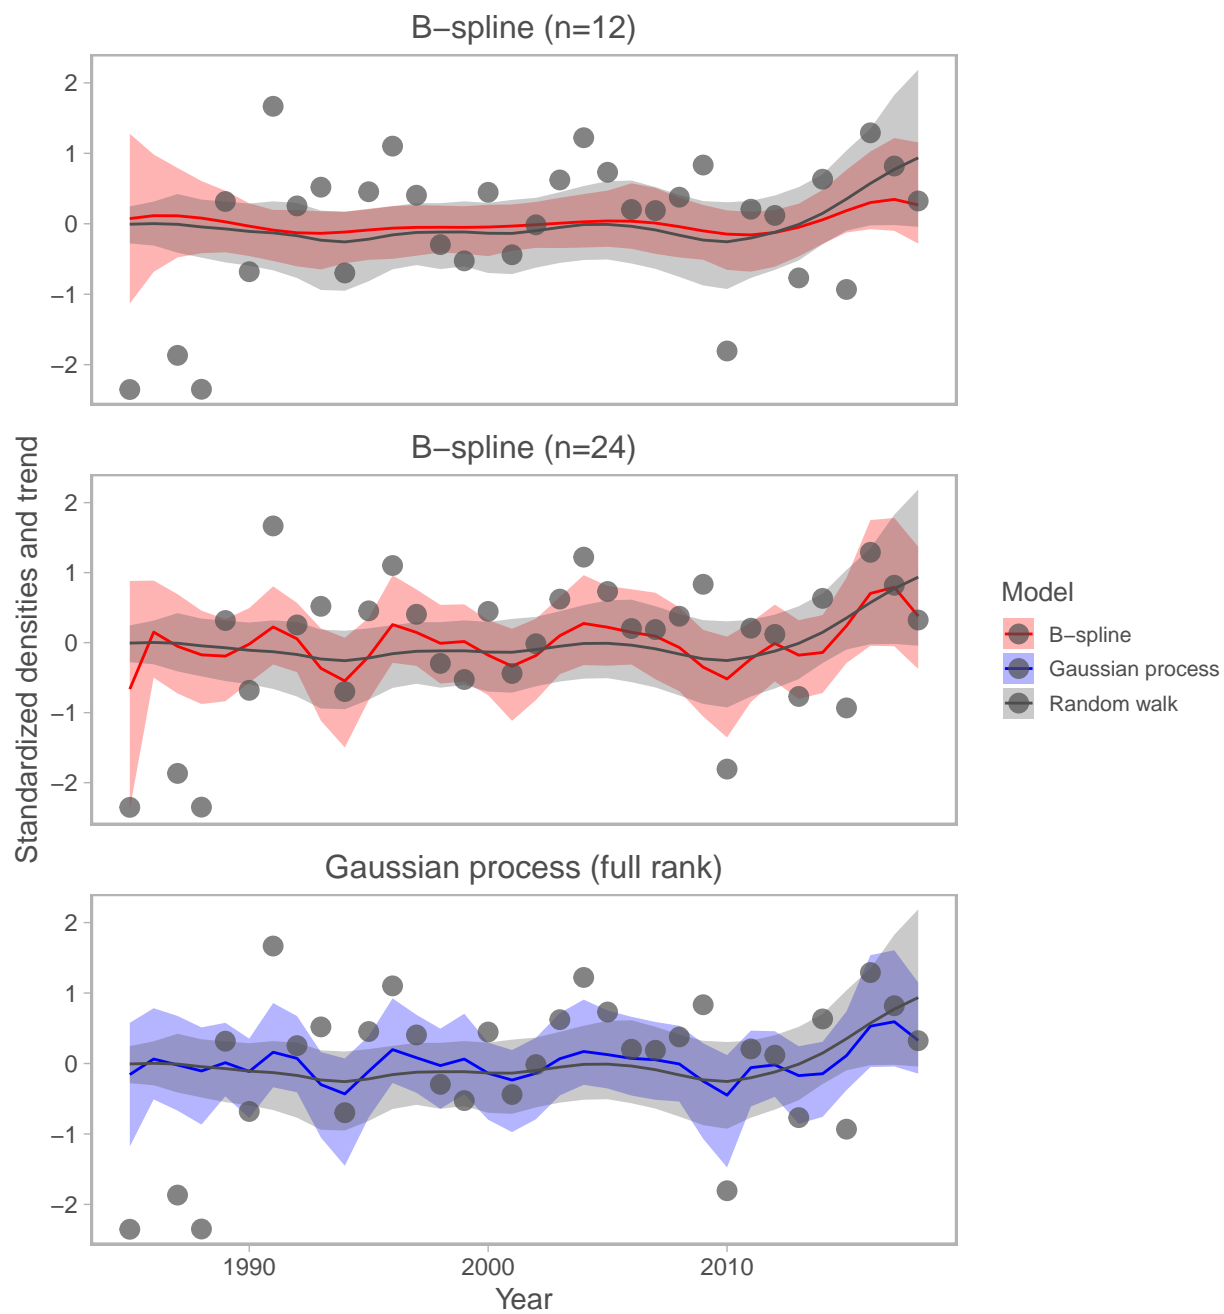 B−spline (n=12)
2
1
0
−1
−2
B−spline (n=24)
2
1
0
−1
−2
Gaussian process (full rank)
2
1
0
−1
−2
1990 2000 2010
Year
Standardized densities and trend
Model
B−spline
Gaussian process
Random walk